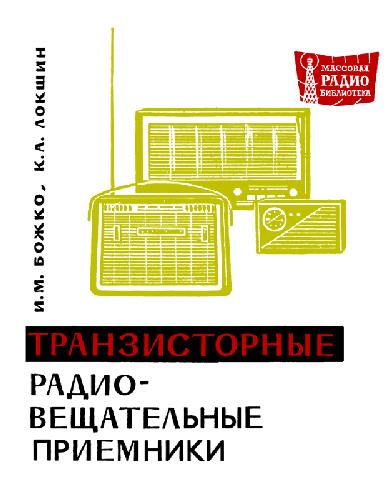 МАССОВАЯ
РАДИО
БИБЛИОТЕКА
И.М. БОЖКО, К.А. ЛОКШИН
ТРАНЗИСТОРНЫЕ
РАДИО-
ВЕЩАТЕЛЬНЫЕ
ПРИЕМНИКИ